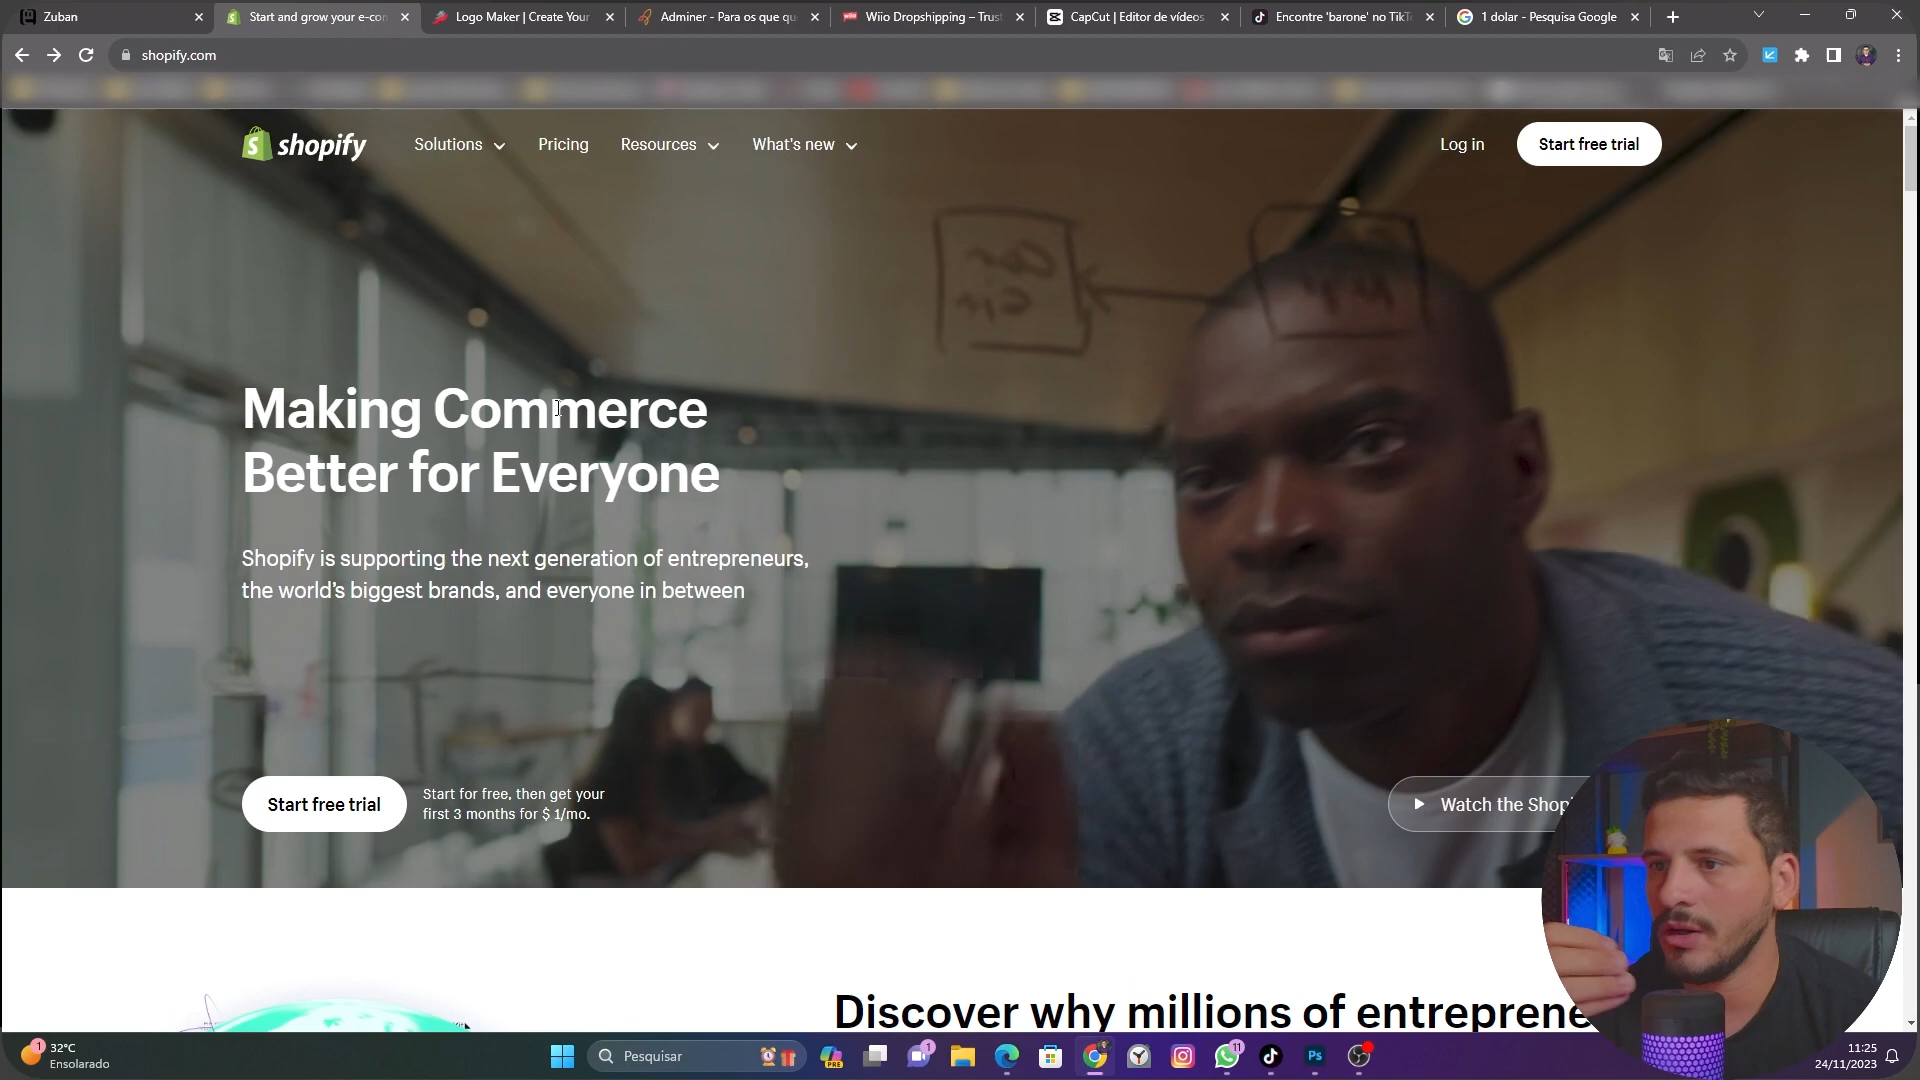 Zuban
Start and grow your e-con
Logo Maker | Create Your
Adminer - Para os que qu
Wiio Dropshipping – Trust
CapCut | Editor de vídeos
Encontre 'barone' no TikT
1 dolar - Pesquisa Google
shopify.com
shopify
Solutions
Pricing
Resources
What's new
Log in
Start free trial
Making Commerce
Better for Everyone
Shopify is supporting the next generation of entrepreneurs,
the world's biggest brands, and everyone in between
Start free trial
Start for free, then get your
first 3 months for $ 1/mo.
Watch the Shop
Discover why millions of entreprene
1
32°C
Ensolarado
Pesquisar
PRE
1
11
Ps
11:25
24/11/2023